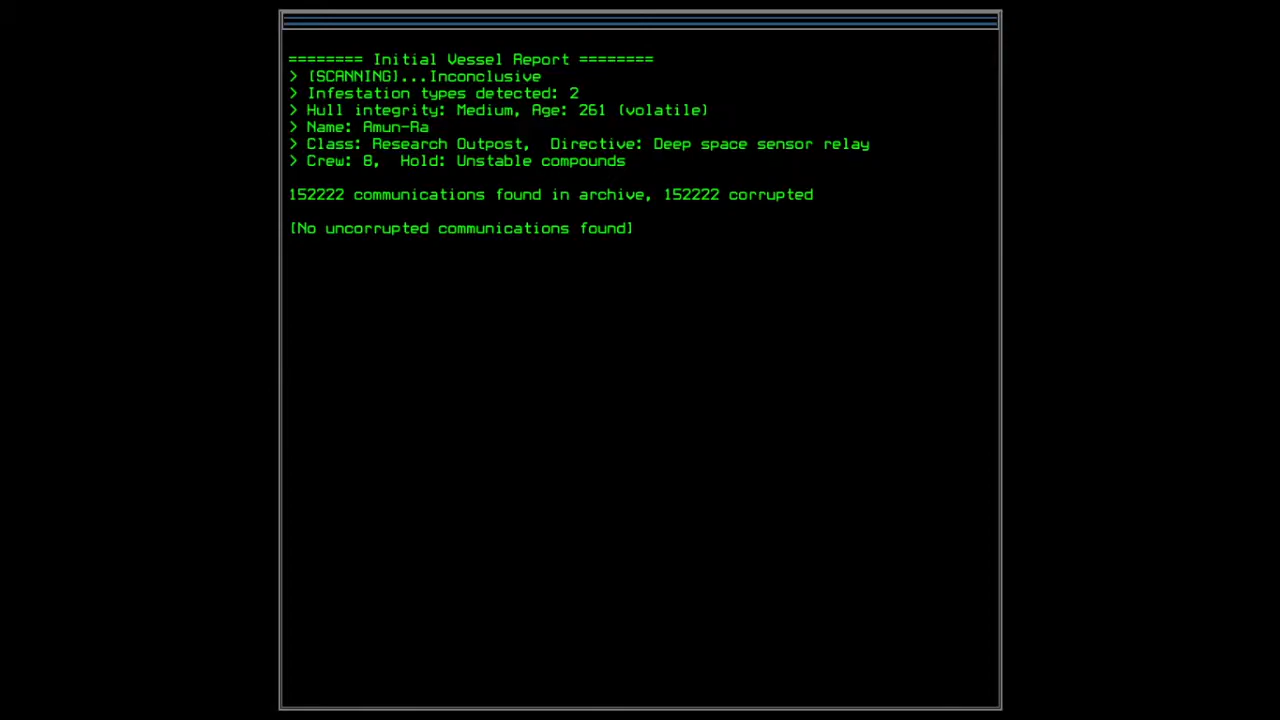 ======== Initial Vessel Report ========
> [SCANNING]...Inconclusive
> Infestation types detected: 2
> Hull integrity: Medium, Age: 261 (volatile)
> Name: Amun-Ra
> Class: Research Outpost,  Directive: Deep space sensor relay
> Crew: 8,  Hold: Unstable compounds
152222 communications found in archive, 152222 corrupted
[No uncorrupted communications found]